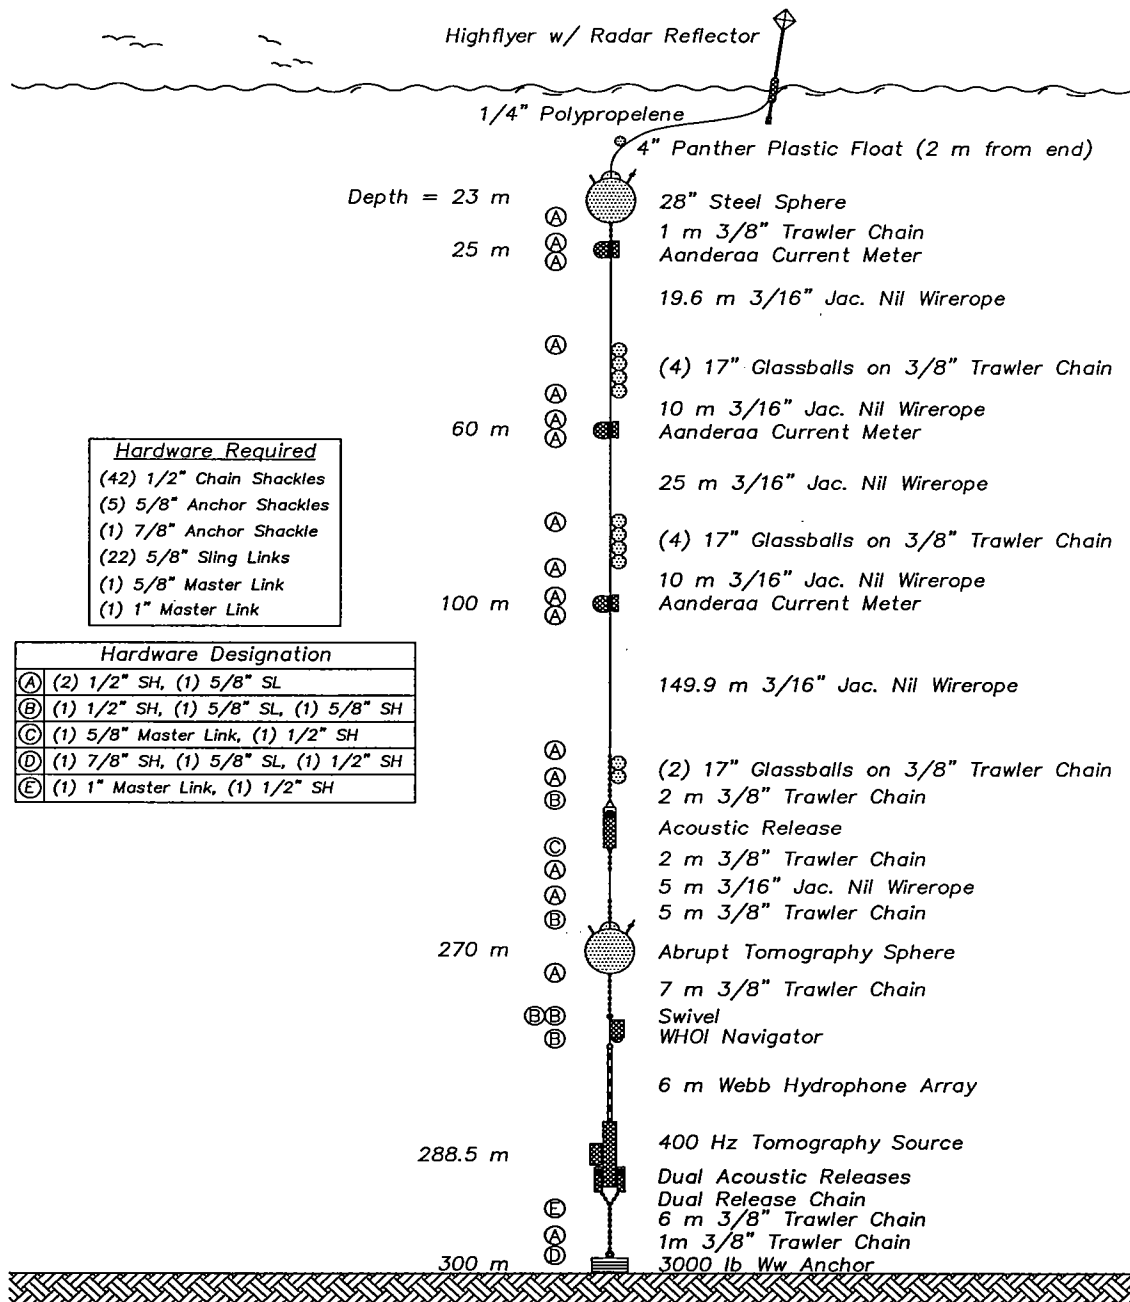 Highflyer w/ Radar Reflector
1/4" Polypropelene
4" Panther Plastic Float (2 m from end)
Depth = 23 m
28" Steel Sphere
A
1 m 3/8" Trawler Chain
25 m
A
Aanderaa Current Meter
A
19.6 m 3/16" Jac. Nil Wirerope
A
(4) 17" Glassballs on 3/8" Trawler Chain
A
10 m 3/16" Jac. Nil Wirerope
60 m
A
Aanderaa Current Meter
A
25 m 3/16" Jac. Nil Wirerope
A
(4) 17" Glassballs on 3/8" Trawler Chain
A
10 m 3/16" Jac. Nil Wirerope
100 m
A
Aanderaa Current Meter
A
149.9 m 3/16" Jac. Nil Wirerope
A
(2) 17" Glassballs on 3/8" Trawler Chain
A
2 m 3/8" Trawler Chain
B
Acoustic Release
C
2 m 3/8" Trawler Chain
A
5 m 3/16" Jac. Nil Wirerope
A
5 m 3/8" Trawler Chain
B
270 m
Abrupt Tomography Sphere
A
7 m 3/8" Trawler Chain
B B
Swivel
B
WHOI Navigator
6 m Webb Hydrophone Array
400 Hz Tomography Source
288.5 m
Dual Acoustic Releases
Dual Release Chain
E
6 m 3/8" Trawler Chain
A
1m 3/8" Trawler Chain
D
300 m
3000 lb Ww Anchor
Hardware Required
(42) 1/2" Chain Shackles
(5) 5/8" Anchor Shackles
(1) 7/8" Anchor Shackle
(22) 5/8" Sling Links
(1) 5/8" Master Link
(1) 1" Master Link
Hardware Designation
A (2) 1/2" SH, (1) 5/8" SL
B (1) 1/2" SH, (1) 5/8" SL, (1) 5/8" SH
C (1) 5/8" Master Link, (1) 1/2" SH
D (1) 7/8" SH, (1) 5/8" SL, (1) 1/2" SH
E (1) 1" Master Link, (1) 1/2" SH